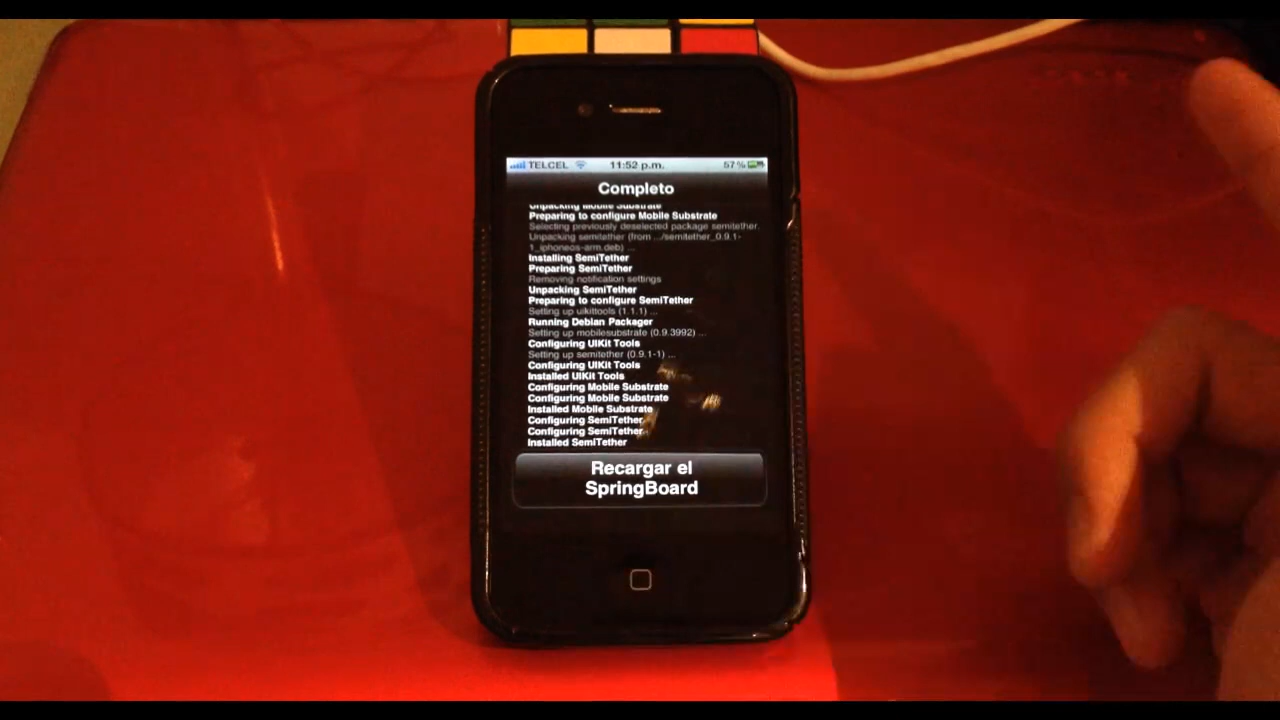 TELCEL 11:52 p.m. 57%
Completo
Unpacking Mobile Substrate
Preparing to configure Mobile Substrate
Selecting previously deselected package semitether.
Unpacking semitether (from .../semitether_0.9.1-
1_iphoneos-arm.deb) ...
Installing SemiTether
Preparing SemiTether
Removing notification settings
Unpacking SemiTether
Preparing to configure SemiTether
Setting up uikittools (1.1.1) ...
Running Debian Packager
Setting up mobilesubstrate (0.9.3992) ...
Configuring UIKit Tools
Setting up semitether (0.9.1-1) ...
Configuring UIKit Tools
Installed UIKit Tools
Configuring Mobile Substrate
Configuring Mobile Substrate
Installed Mobile Substrate
Configuring SemiTether
Configuring SemiTether
Installed SemiTether
Recargar el
SpringBoard